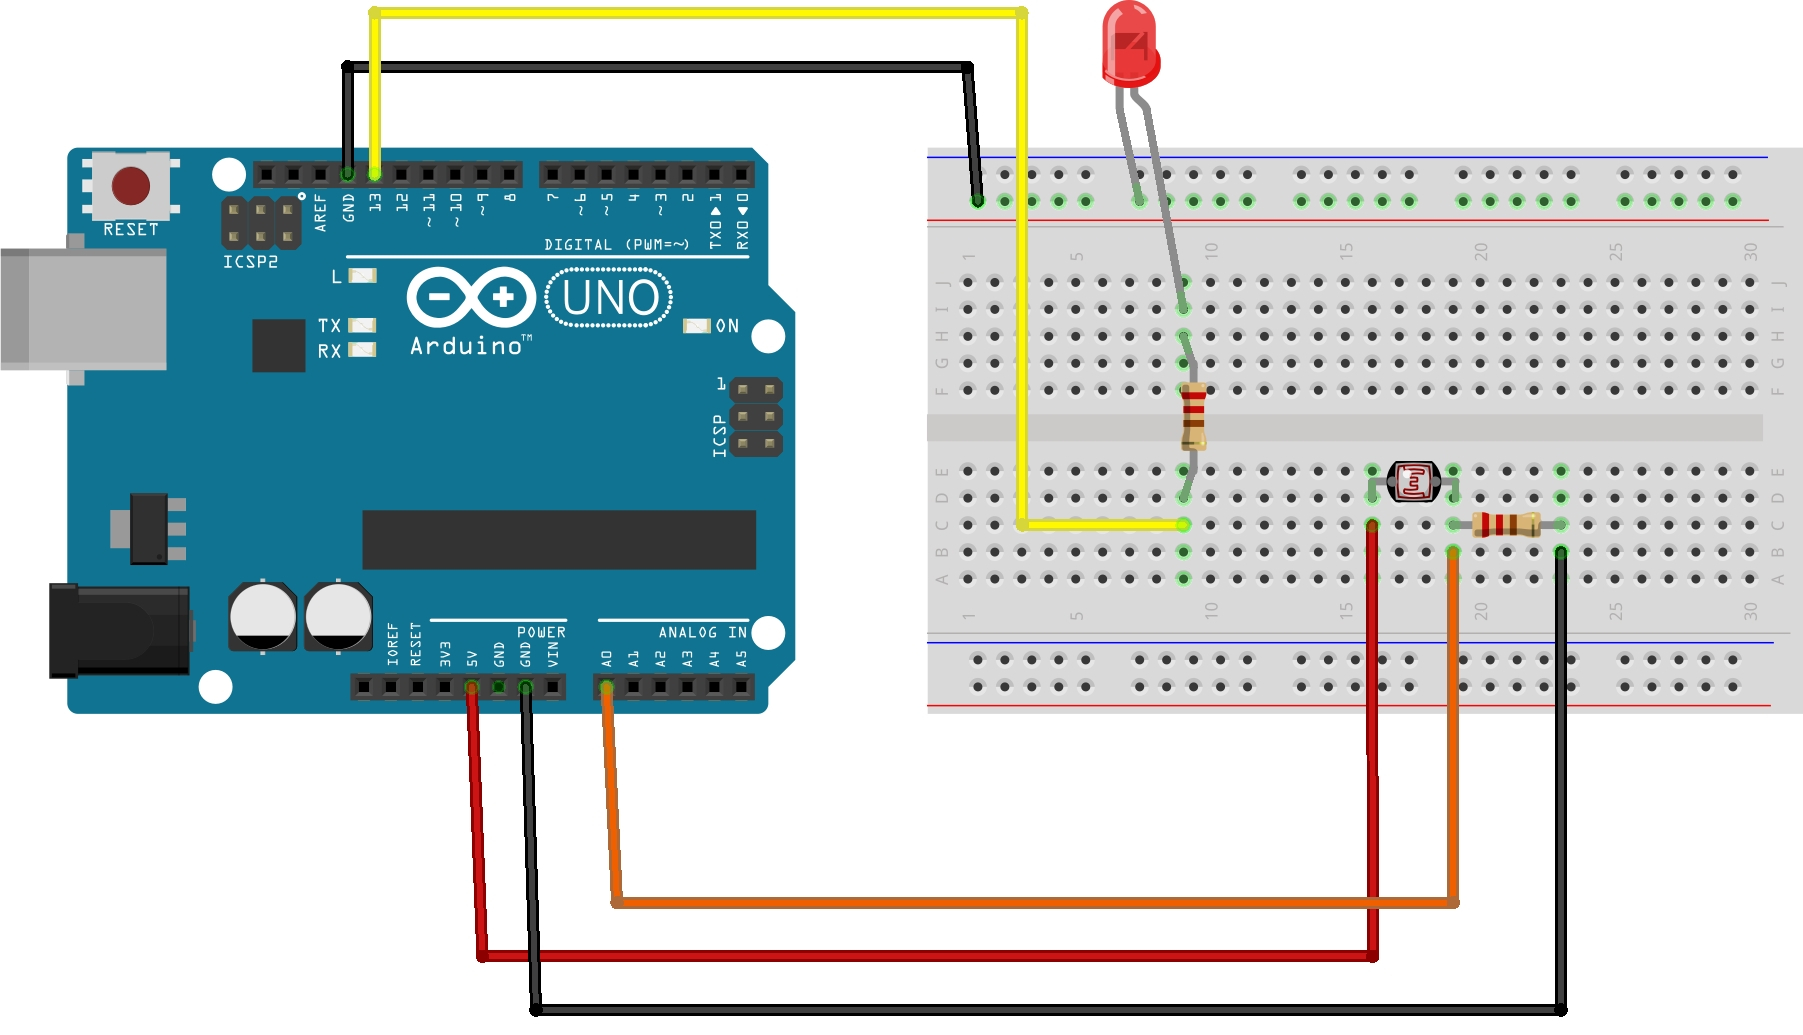 RESET
ICSP2
AREF
GND
13
12
~11
~10
~9
8
7
~6
~5
4
~3
2
TX0▶1
RX0◀0
DIGITAL (PWM=~)
L
TX
RX
UNO
Arduino™
ON
1
ICSP
IOREF
RESET
3V3
5V
GND
GND
VIN
POWER
ANALOG IN
A0
A1
A2
A3
A4
A5
1 5 10 15 20 25 30
J J
I I
H H
G G
F F
E E
D D
C C
B B
A A
1 5 10 15 20 25 30